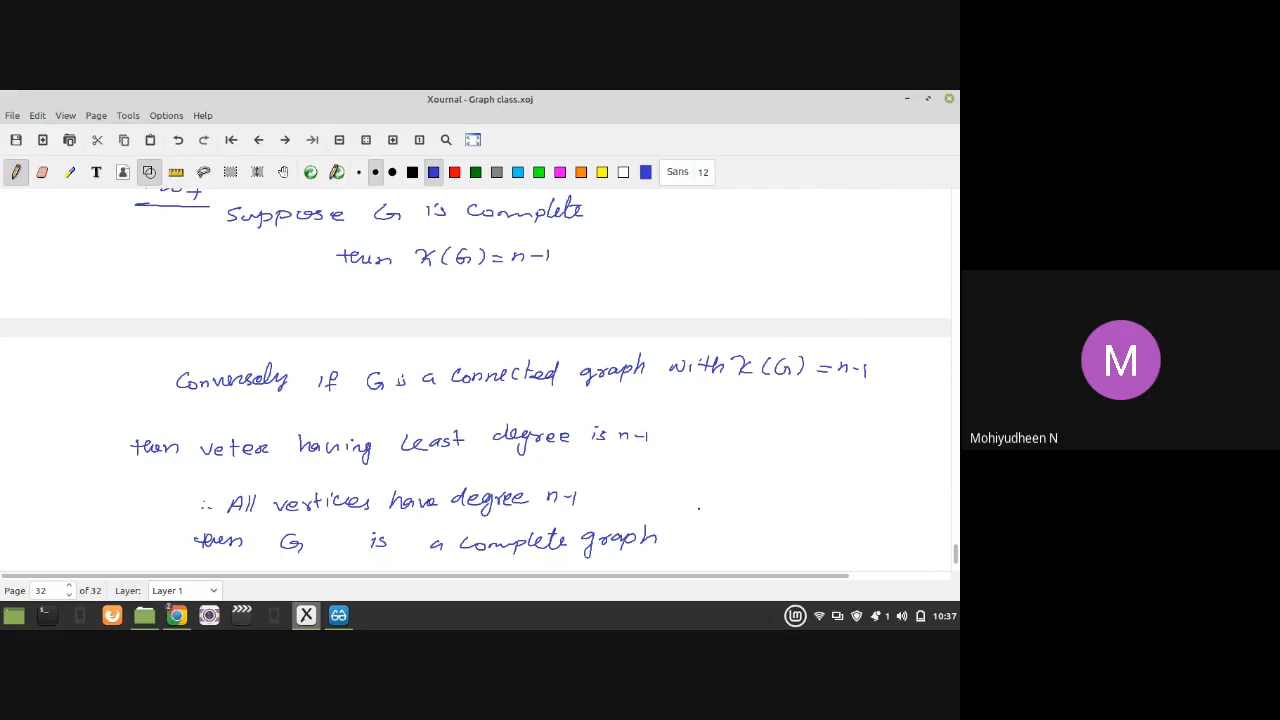 Xournal - Graph class.xoj
File Edit View Page Tools Options Help
Sans 12
Suppose G is complete
then K(G) = n-1
Conversely if G is a connected graph with K(G) = n-1
then vetex having least degree is n-1
∴ All vertices have degree n-1
then G is a complete graph
Page 32 of 32 Layer: Layer 1
2
1 10:37
M
Mohiyudheen N